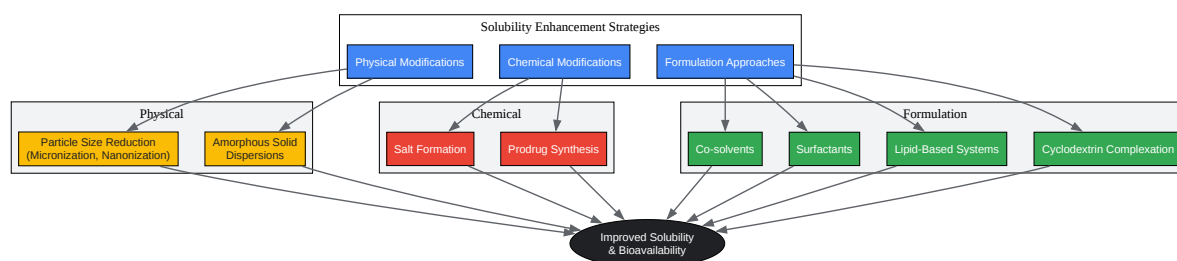 Solubility Enhancement Strategies
Physical Modifications
Chemical Modifications
Formulation Approaches
Physical
Chemical
Formulation
Particle Size Reduction
(Micronization, Nanonization)
Amorphous Solid
Dispersions
Salt Formation
Prodrug Synthesis
Co-solvents
Surfactants
Lipid-Based Systems
Cyclodextrin Complexation
Improved Solubility
& Bioavailability